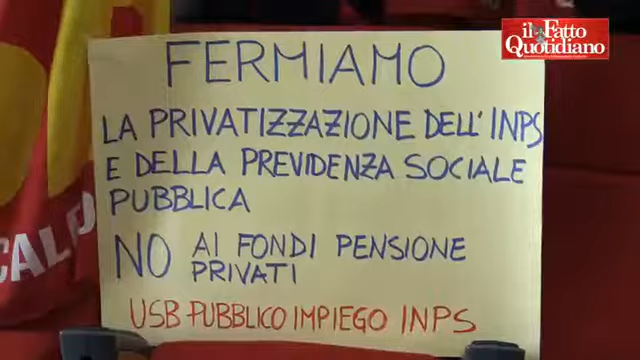 il Fatto
Quotidiano
FERMIAMO
LA PRIVATIZZAZIONE DELL'INPS
E DELLA PREVIDENZA SOCIALE
PUBBLICA
NO AI FONDI PENSIONE
PRIVATI
USB PUBBLICO IMPIEGO INPS